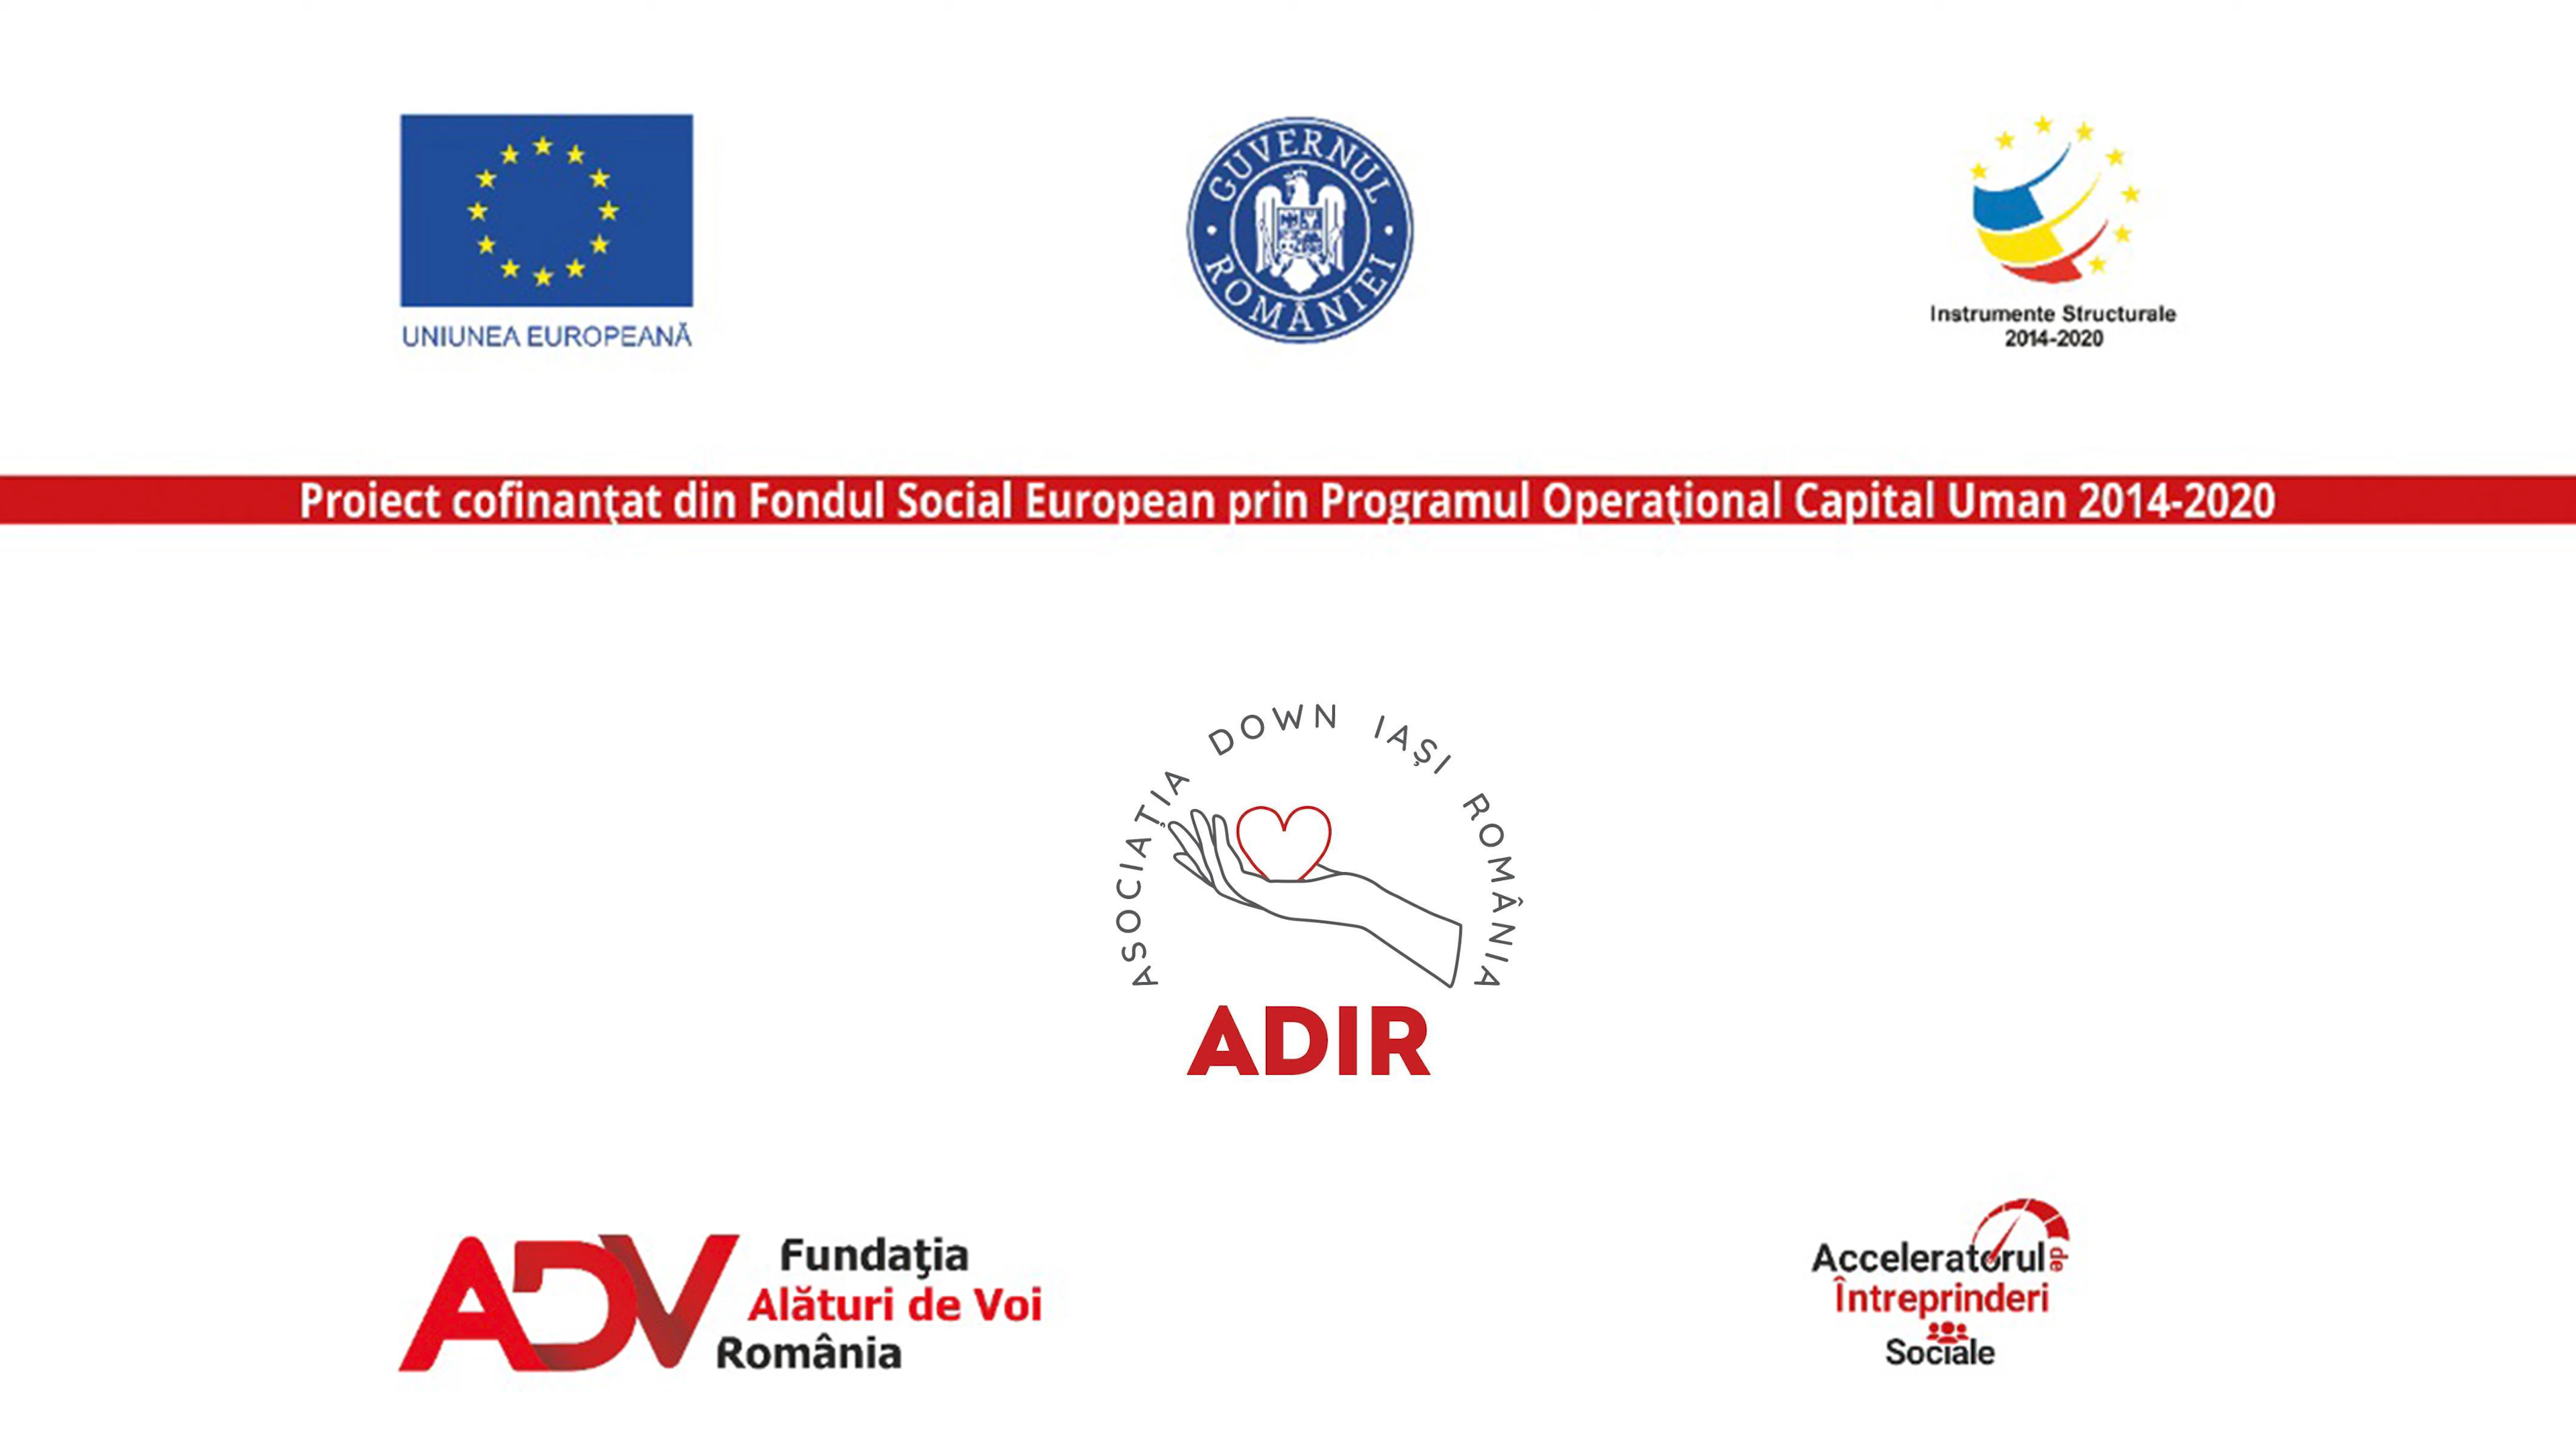 UNIUNEA EUROPEANĂ
GUVERNUL ROMÂNIEI
Instrumente Structurale
2014-2020
Proiect cofinanţat din Fondul Social European prin Programul Operaţional Capital Uman 2014-2020
ASOCIAȚIA DOWN IAȘI ROMÂNIA
ADIR
ADV
Fundaţia
Alături de Voi
România
Acceleratorul de
Întreprinderi
Sociale